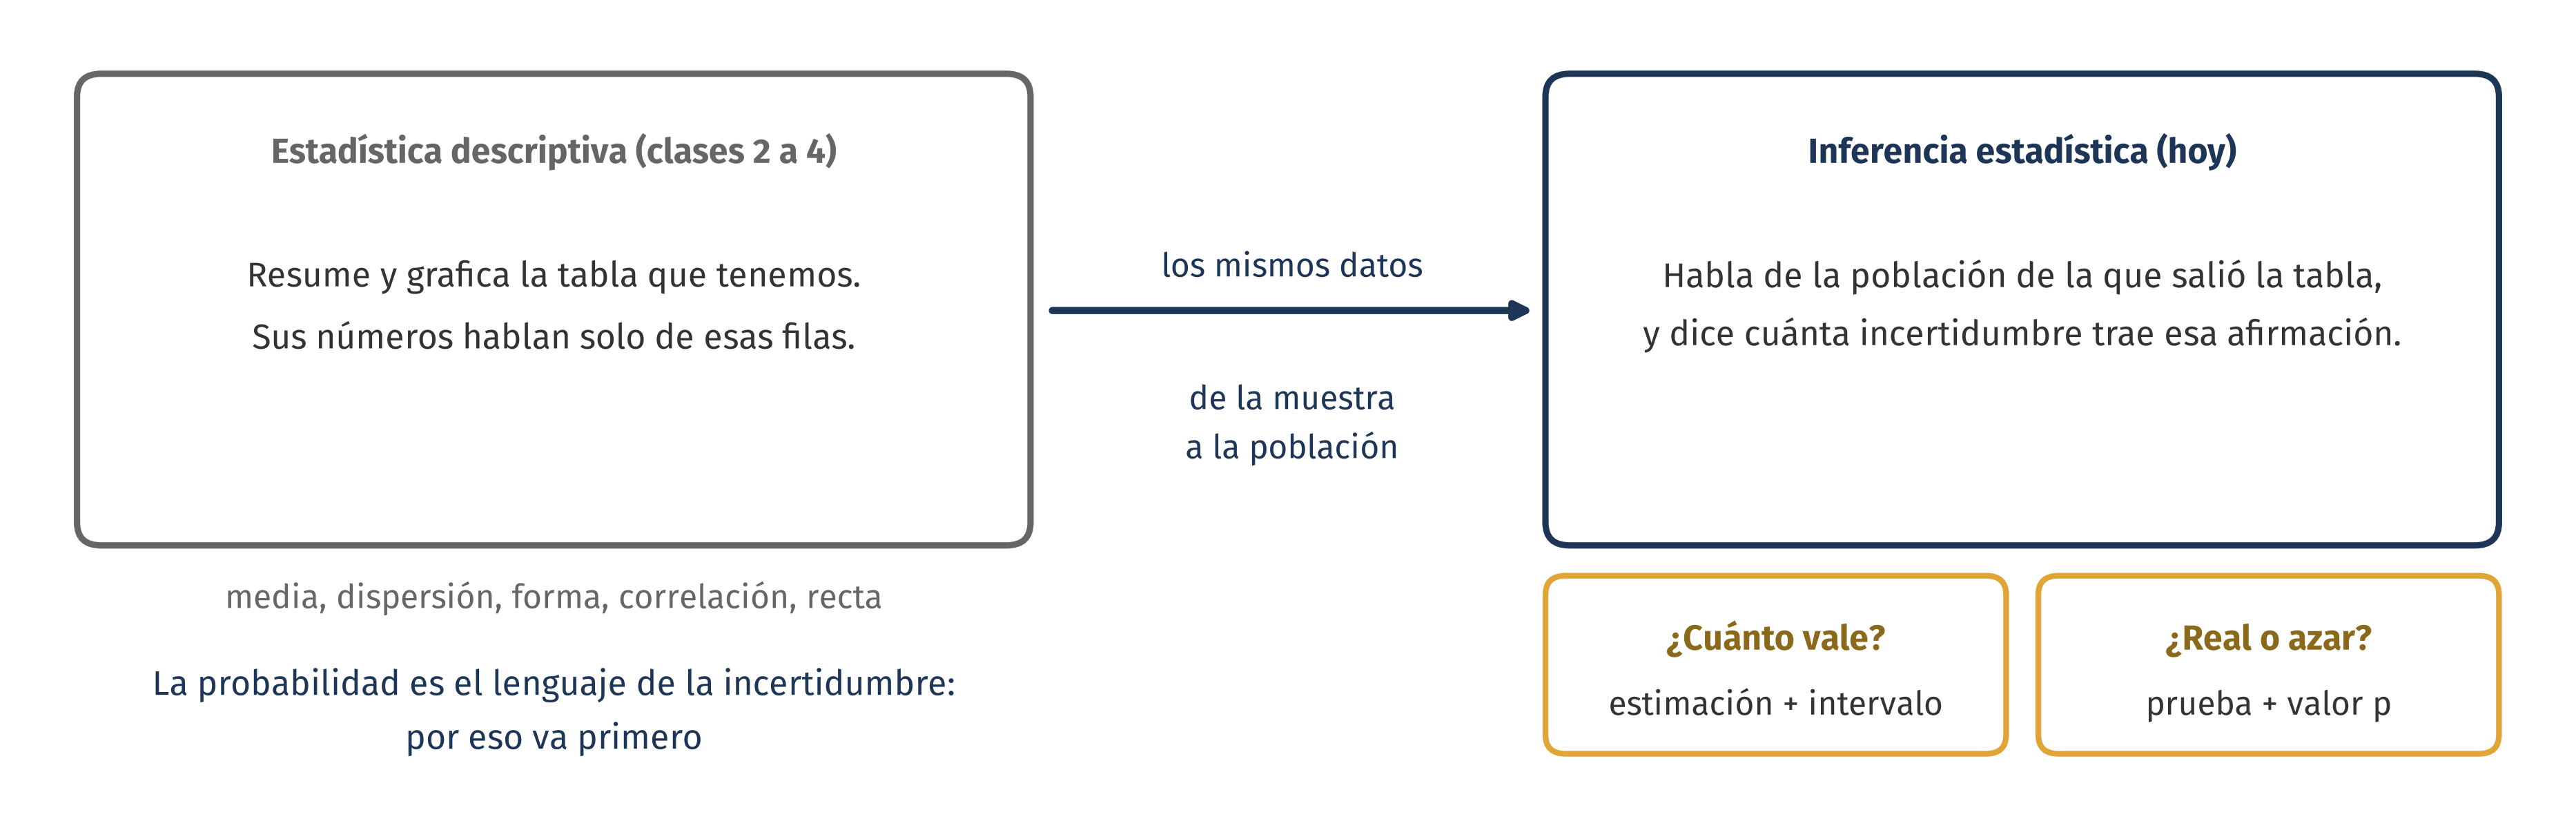 Estadística descriptiva (clases 2 a 4)
Resume y grafica la tabla que tenemos.
Sus números hablan solo de esas filas.
media, dispersión, forma, correlación, recta
La probabilidad es el lenguaje de la incertidumbre:
por eso va primero
los mismos datos
de la muestra
a la población
Inferencia estadística (hoy)
Habla de la población de la que salió la tabla,
y dice cuánta incertidumbre trae esa afirmación.
¿Cuánto vale?
estimación + intervalo
¿Real o azar?
prueba + valor p